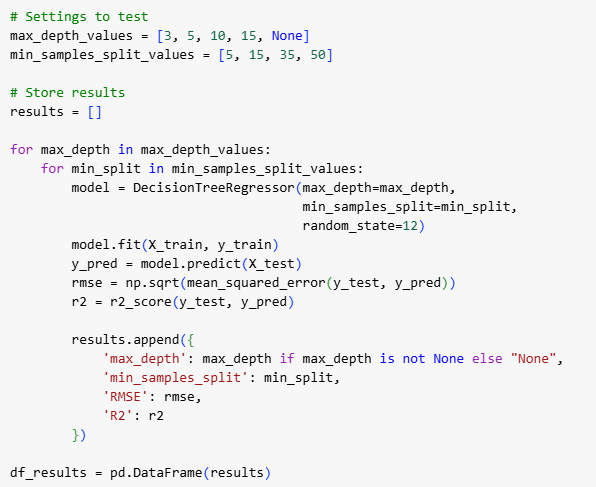 # Settings to test
max_depth_values = [3, 5, 10, 15, None]
min_samples_split_values = [5, 15, 35, 50]

# Store results
results = []

for max_depth in max_depth_values:
    for min_split in min_samples_split_values:
        model = DecisionTreeRegressor(max_depth=max_depth,
                                      min_samples_split=min_split,
                                      random_state=12)
        model.fit(X_train, y_train)
        y_pred = model.predict(X_test)
        rmse = np.sqrt(mean_squared_error(y_test, y_pred))
        r2 = r2_score(y_test, y_pred)

        results.append({
            'max_depth': max_depth if max_depth is not None else "None",
            'min_samples_split': min_split,
            'RMSE': rmse,
            'R2': r2
        })

df_results = pd.DataFrame(results)